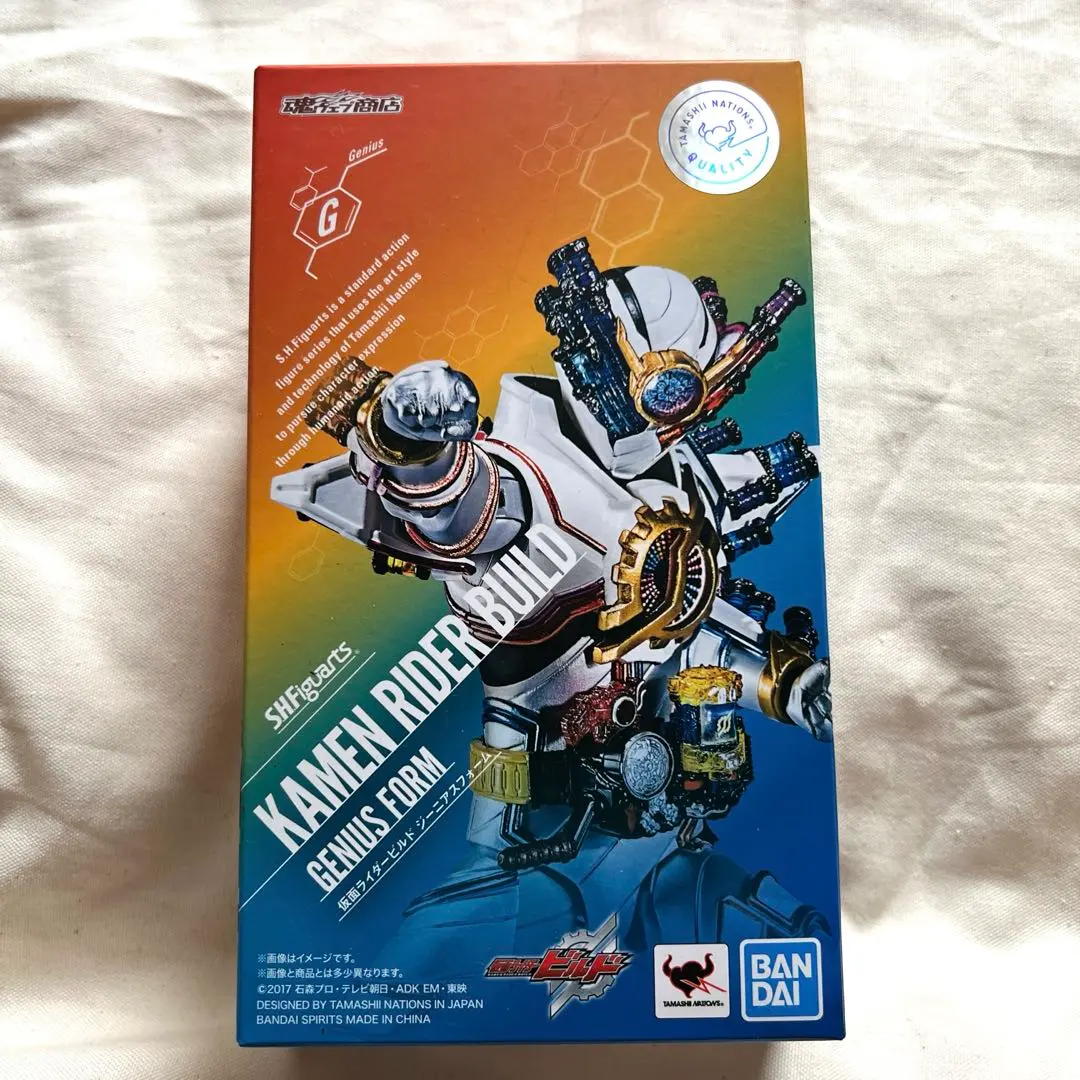 魂ウェブ商店
TAMASHII NATIONS
QUALITY
Genius
G
S.H.Figuarts is a standard action
figure series that uses the art style
and technology of Tamashii Nations
to pursue character expression
through humanoid action
S.H.Figuarts
KAMEN RIDER BUILD
GENIUS FORM
仮面ライダービルド ジーニアスフォーム
※画像はイメージです。
※画像と商品とは多少異なります。
©2017 石森プロ・テレビ朝日・ADK EM・東映
DESIGNED BY TAMASHII NATIONS IN JAPAN
BANDAI SPIRITS MADE IN CHINA
仮面ライダー ビルド
TAMASHII NATIONS®
BAN
DAI